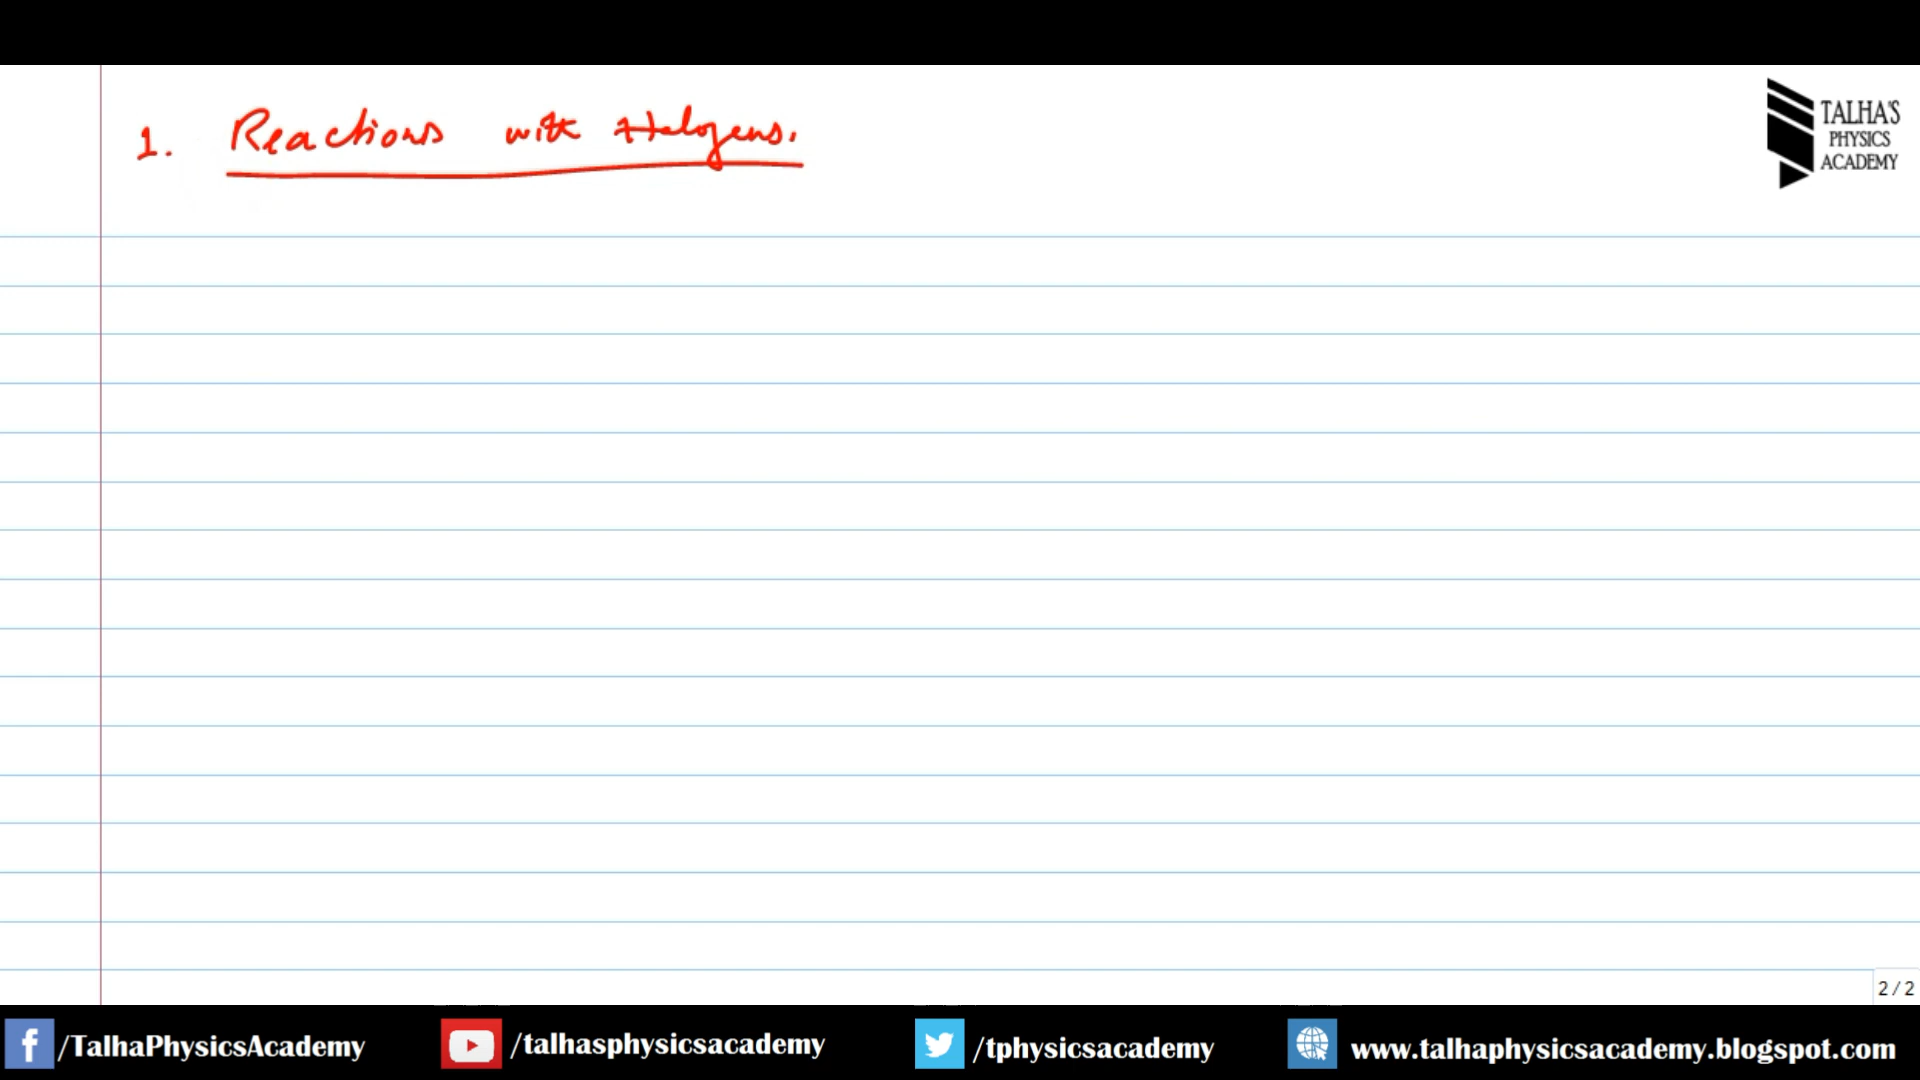 1. Reactions with Halogens.
TALHA'S
PHYSICS
ACADEMY
2 / 2
/TalhaPhysicsAcademy /talhasphysicsacademy /tphysicsacademy www.talhaphysicsacademy.blogspot.com